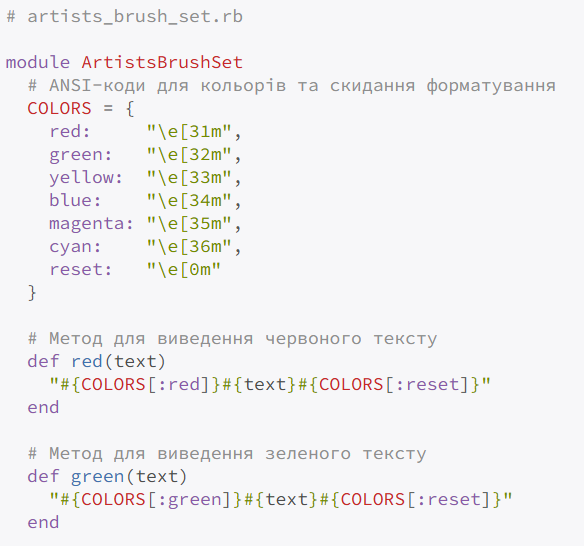 # artists_brush_set.rb

module ArtistsBrushSet
  # ANSI-коди для кольорів та скидання форматування
  COLORS = {
    red:     "\e[31m",
    green:   "\e[32m",
    yellow:  "\e[33m",
    blue:    "\e[34m",
    magenta: "\e[35m",
    cyan:    "\e[36m",
    reset:   "\e[0m"
  }

  # Метод для виведення червоного тексту
  def red(text)
    "#{COLORS[:red]}#{text}#{COLORS[:reset]}"
  end

  # Метод для виведення зеленого тексту
  def green(text)
    "#{COLORS[:green]}#{text}#{COLORS[:reset]}"
  end